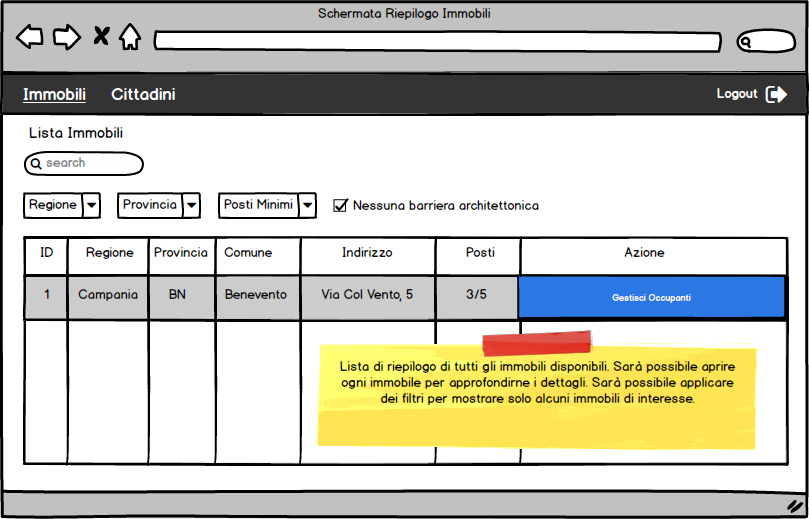 Schermata Riepilogo Immobili
Immobili Cittadini Logout
Lista Immobili
search
Regione Provincia Posti Minimi Nessuna barriera architettonica
ID Regione Provincia Comune Indirizzo Posti Azione
1 Campania BN Benevento Via Col Vento, 5 3/5 Gestisci Occupanti
Lista di riepilogo di tutti gli immobili disponibili. Sarà possibile aprire
ogni immobile per approfondirne i dettagli. Sarà possibile applicare
dei filtri per mostrare solo alcuni immobili di interesse.